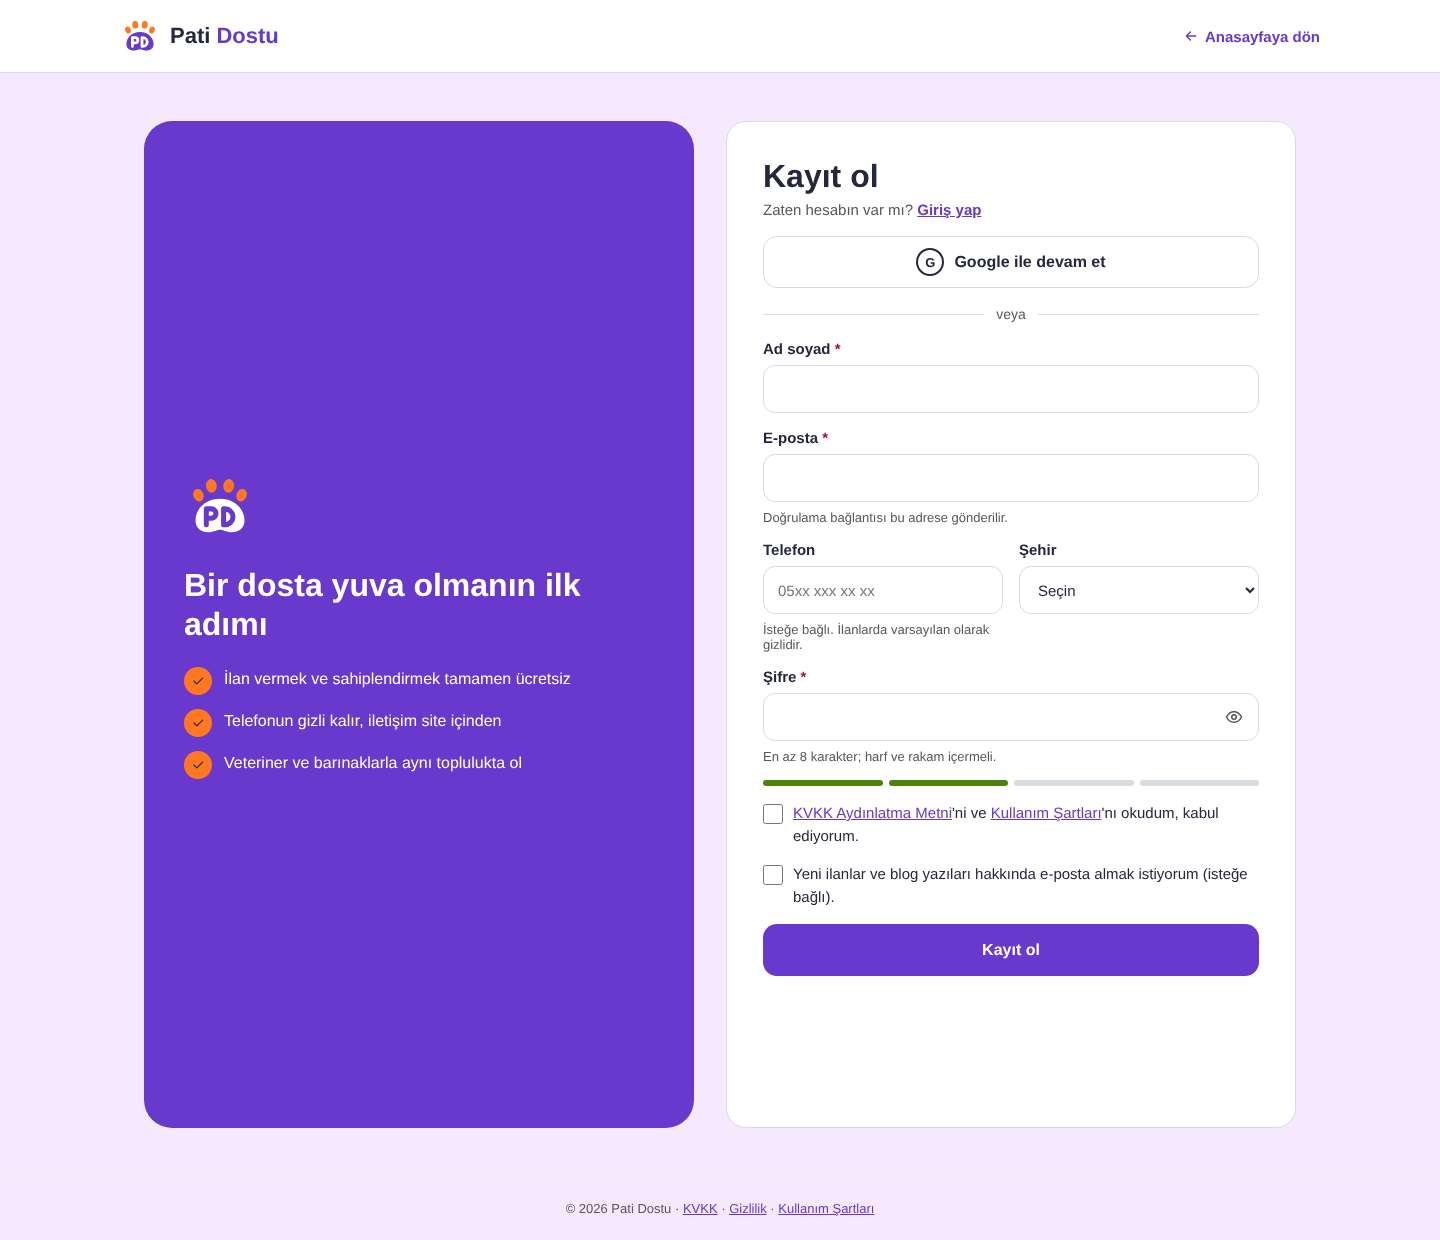 PD
Pati Dostu
Anasayfaya dön
PD
Bir dosta yuva olmanın ilk
adımı
İlan vermek ve sahiplendirmek tamamen ücretsiz
Telefonun gizli kalır, iletişim site içinden
Veteriner ve barınaklarla aynı toplulukta ol
Kayıt ol
Zaten hesabın var mı? Giriş yap
G Google ile devam et
veya
Ad soyad *
E-posta *
Doğrulama bağlantısı bu adrese gönderilir.
Telefon
Şehir
05xx xxx xx xx
Seçin
İsteğe bağlı. İlanlarda varsayılan olarak
gizlidir.
Şifre *
En az 8 karakter; harf ve rakam içermeli.
KVKK Aydınlatma Metni'ni ve Kullanım Şartları'nı okudum, kabul
ediyorum.
Yeni ilanlar ve blog yazıları hakkında e-posta almak istiyorum (isteğe
bağlı).
Kayıt ol
© 2026 Pati Dostu · KVKK · Gizlilik · Kullanım Şartları